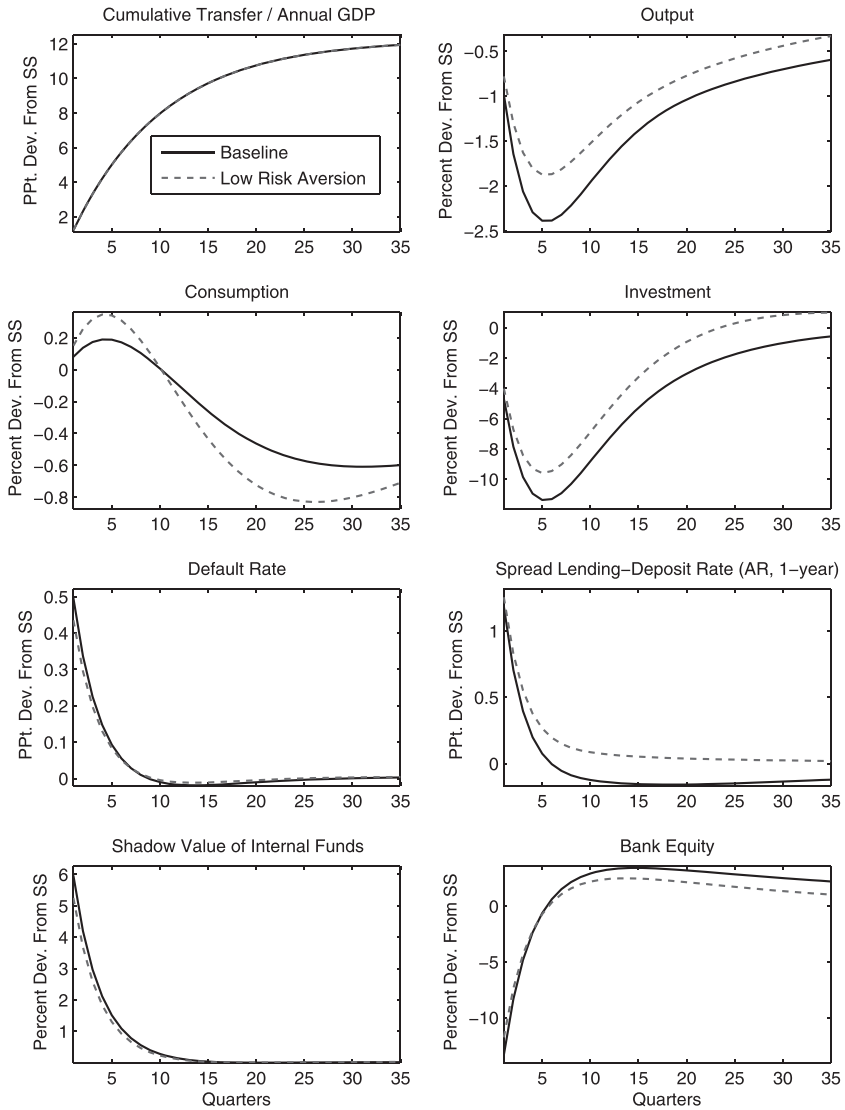 Cumulative Transfer / Annual GDP
PPt. Dev. From SS
12
10
8
6
4
2
Baseline
Low Risk Aversion
5 10 15 20 25 30 35
Output
Percent Dev. From SS
−0.5
−1
−1.5
−2
−2.5
5 10 15 20 25 30 35
Consumption
Percent Dev. From SS
0.2
0
−0.2
−0.4
−0.6
−0.8
5 10 15 20 25 30 35
Investment
Percent Dev. From SS
0
−2
−4
−6
−8
−10
5 10 15 20 25 30 35
Default Rate
PPt. Dev. From SS
0.5
0.4
0.3
0.2
0.1
0
5 10 15 20 25 30 35
Spread Lending−Deposit Rate (AR, 1−year)
PPt. Dev. From SS
1
0.5
0
5 10 15 20 25 30 35
Shadow Value of Internal Funds
Percent Dev. From SS
6
5
4
3
2
1
5 10 15 20 25 30 35
Quarters
Bank Equity
Percent Dev. From SS
0
−5
−10
5 10 15 20 25 30 35
Quarters